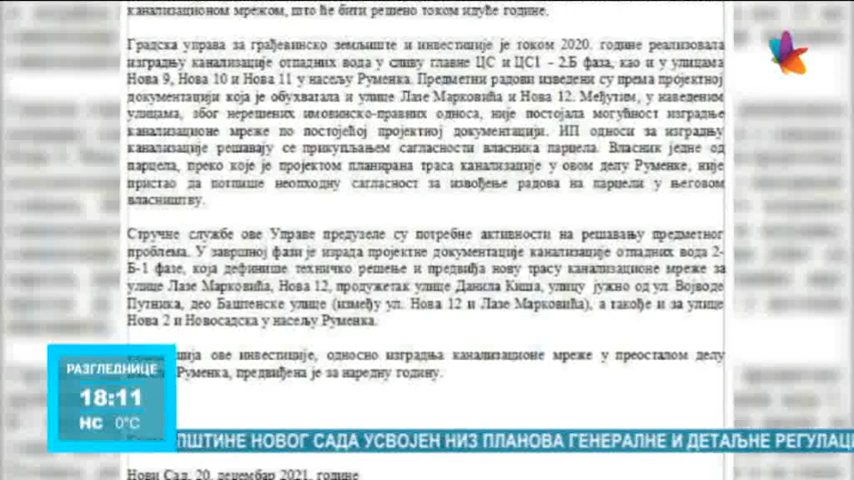 канализационом мрежом, што ће бити решено током идуће године.
Градска управа за грађевинско земљиште и инвестиције је током 2020. године реализовала
изградњу канализације отпадних вода у сливу главне ЦС и ЦС1 - 2.Б фаза, као и у улицама
Нова 9, Нова 10 и Нова 11 у насељу Руменка. Предметни радови изведени су према пројектној
документацији која је обухватала и улице Лазе Марковића и Нова 12. Међутим, у наведеним
улицама, због нерешених имовинско-правних односа, није постојала могућност изградње
канализационе мреже по постојећој пројектној документацији. ИП односи за изградњу
канализације решавају се прикупљањем сагласности власника парцела. Власник једне од
парцела, преко које је пројектом планирана траса канализације у овом делу Руменке, није
пристао да потпише неопходну сагласност за извођење радова на парцели у његовом
власништву.
Стручне службе ове Управе предузеле су потребне активности на решавању предметног
проблема. У завршној фази је израда пројектне документације канализације отпадних вода 2-
Б-1 фазе, која дефинише техничко решење и предвиђа нову трасу канализационе мреже за
улице Лазе Марковића, Нова 12, продужетак улице Данила Киша, улицу јужно од ул. Војводе
Путника, део Баштенске улице (између ул. Нова 12 и Лазе Марковића), а такође и за улице
Нова 2 и Новосадска у насељу Руменка.
ија ове инвестиције, односно изградња канализационе мреже у преосталом делу
Руменка, предвиђена је за наредну годину.
РАЗГЛЕДНИЦЕ
18:11
НС 0°C
ПШТИНЕ НОВОГ САДА УСВОЈЕН НИЗ ПЛАНОВА ГЕНЕРАЛНЕ И ДЕТАЉНЕ РЕГУЛАЦ
Нови Сад, 20. децембар 2021. године